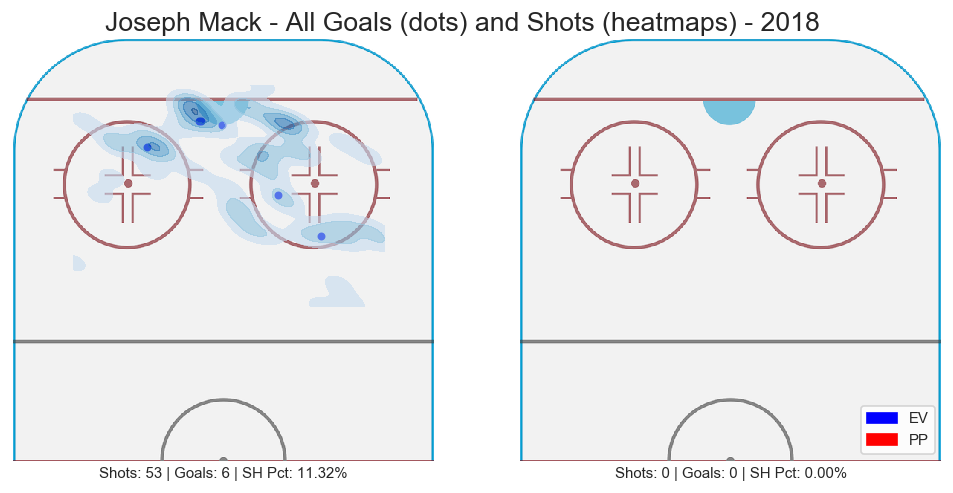 Joseph Mack - All Goals (dots) and Shots (heatmaps) - 2018
EV
PP
Shots: 53 | Goals: 6 | SH Pct: 11.32%
Shots: 0 | Goals: 0 | SH Pct: 0.00%